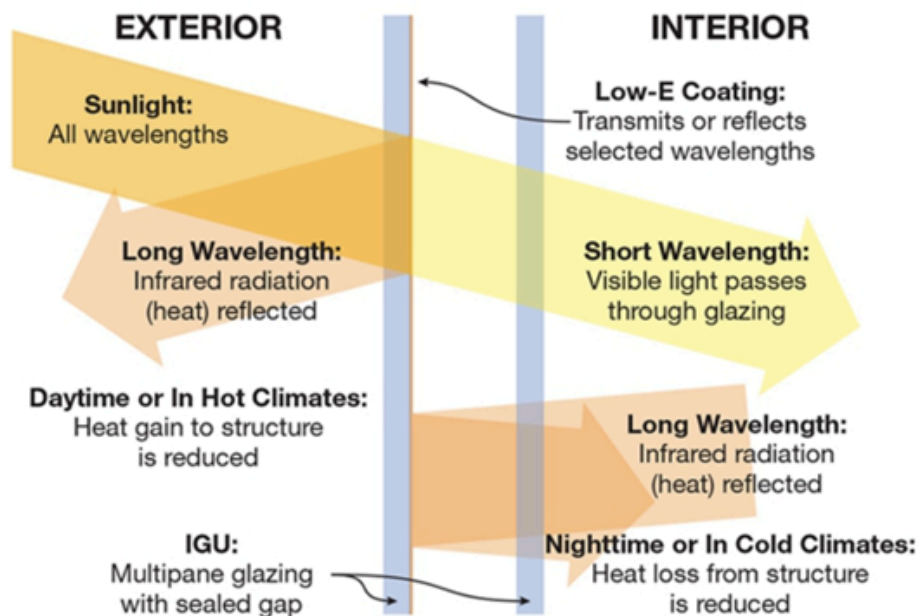 EXTERIOR
INTERIOR
Sunlight:
All wavelengths
Low-E Coating:
Transmits or reflects
selected wavelengths
Long Wavelength:
Infrared radiation
(heat) reflected
Short Wavelength:
Visible light passes
through glazing
Daytime or In Hot Climates:
Heat gain to structure
is reduced
Long Wavelength:
Infrared radiation
(heat) reflected
IGU:
Multipane glazing
with sealed gap
Nighttime or In Cold Climates:
Heat loss from structure
is reduced